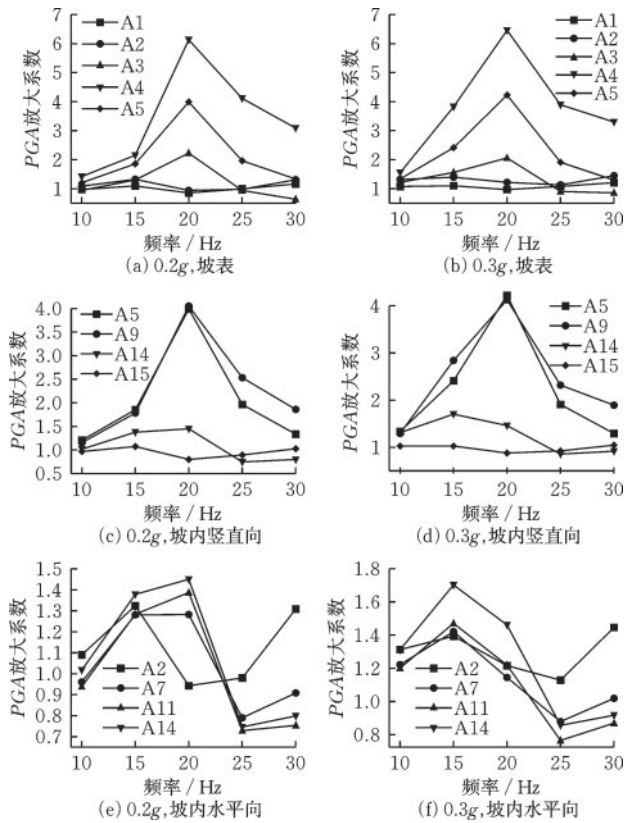 7
6
5
4
3
2
1
PGA放大系数
A1
A2
A3
A4
A5
10 15 20 25 30
频率 / Hz
(a) 0.2g,坡表
7
6
5
4
3
2
1
PGA放大系数
A1
A2
A3
A4
A5
10 15 20 25 30
频率 / Hz
(b) 0.3g,坡表
4.0
3.5
3.0
2.5
2.0
1.5
1.0
0.5
PGA放大系数
A5
A9
A14
A15
10 15 20 25 30
频率 / Hz
(c) 0.2g,坡内竖直向
4
3
2
1
PGA放大系数
A5
A9
A14
A15
10 15 20 25 30
频率 / Hz
(d) 0.3g,坡内竖直向
1.5
1.4
1.3
1.2
1.1
1.0
0.9
0.8
0.7
PGA放大系数
A2
A7
A11
A14
10 15 20 25 30
频率 / Hz
(e) 0.2g,坡内水平向
1.8
1.6
1.4
1.2
1.0
0.8
PGA放大系数
A2
A7
A11
A14
10 15 20 25 30
频率 / Hz
(f) 0.3g,坡内水平向